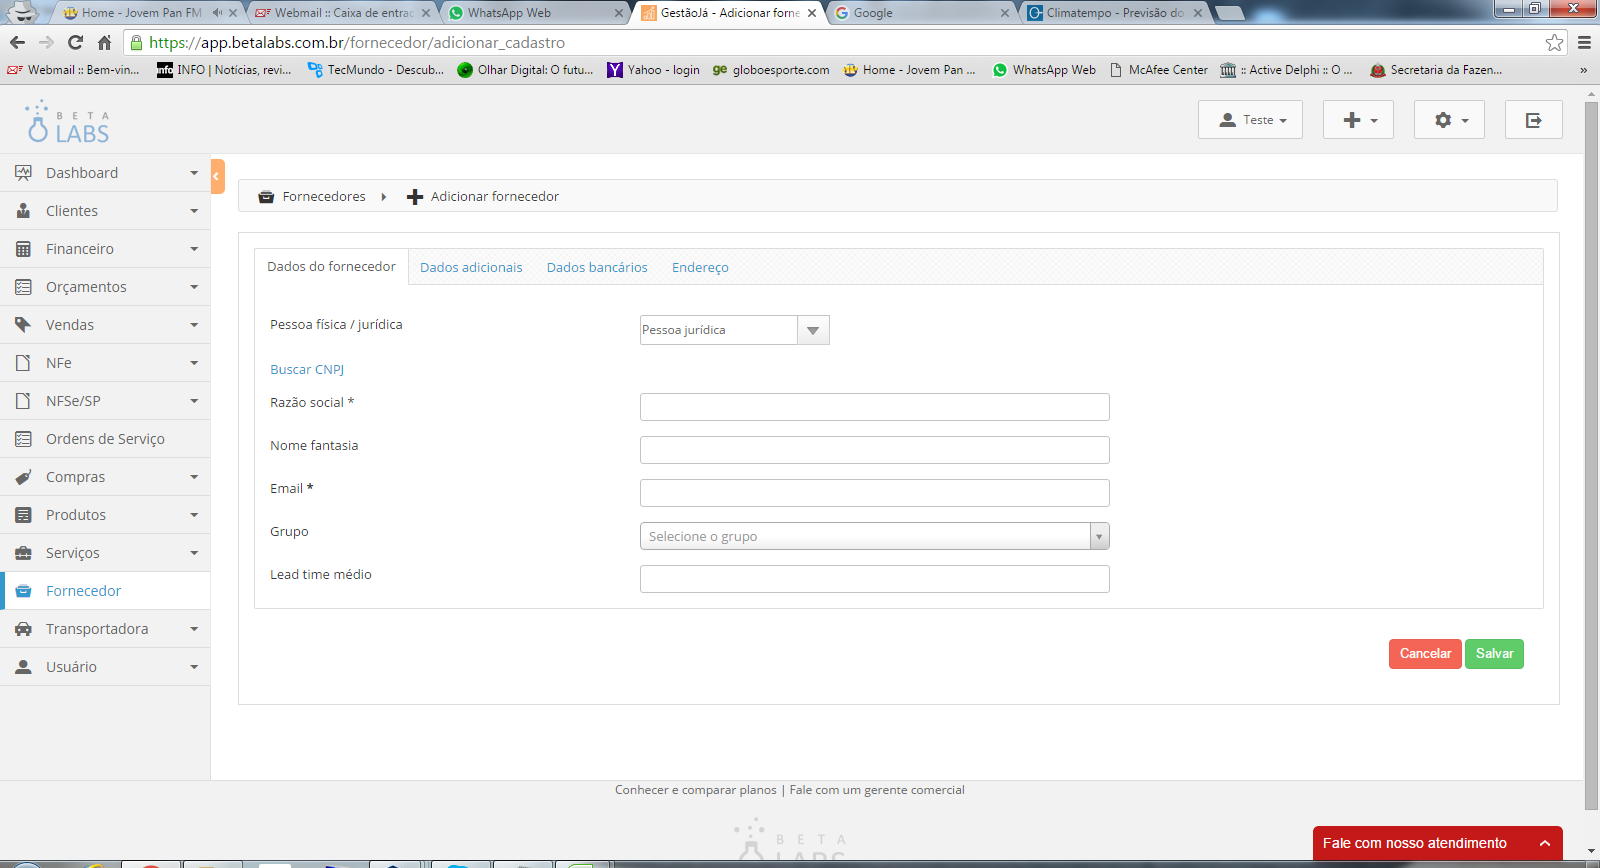 Home - Jovem Pan FM
Webmail :: Caixa de entrac
WhatsApp Web
GestãoJá - Adicionar forne
Google
Climatempo - Previsão do
https://app.betalabs.com.br/fornecedor/adicionar_cadastro
Webmail :: Bem-vin...
INFO | Notícias, revi...
TecMundo - Descub...
Olhar Digital: O futu...
Yahoo - login
globoesporte.com
Home - Jovem Pan ...
WhatsApp Web
McAfee Center
:: Active Delphi :: O ...
Secretaria da Fazen...
BETA
LABS
Teste
Dashboard
Clientes
Financeiro
Orçamentos
Vendas
NFe
NFSe/SP
Ordens de Serviço
Compras
Produtos
Serviços
Fornecedor
Transportadora
Usuário
Fornecedores
Adicionar fornecedor
Dados do fornecedor
Dados adicionais
Dados bancários
Endereço
Pessoa física / jurídica
Pessoa jurídica
Buscar CNPJ
Razão social *
Nome fantasia
Email *
Grupo
Selecione o grupo
Lead time médio
Cancelar
Salvar
Conhecer e comparar planos | Fale com um gerente comercial
BETA
LABS
Fale com nosso atendimento